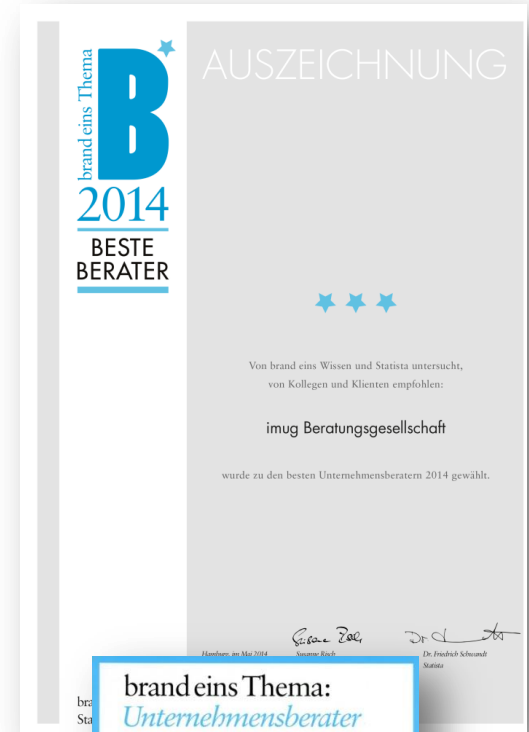 AUSZEICHNUNG
brand eins Thema
B
2014
BESTE
BERATER
Von brand eins Wissen und Statista untersucht,
von Kollegen und Klienten empfohlen:
imug Beratungsgesellschaft
wurde zu den besten Unternehmensberatern 2014 gewählt.
Hamburg, im Mai 2014
Susanne Risch
Dr. Friedrich Schwandt
Statista
bra
Sta
brand eins Thema:
Unternehmensberater